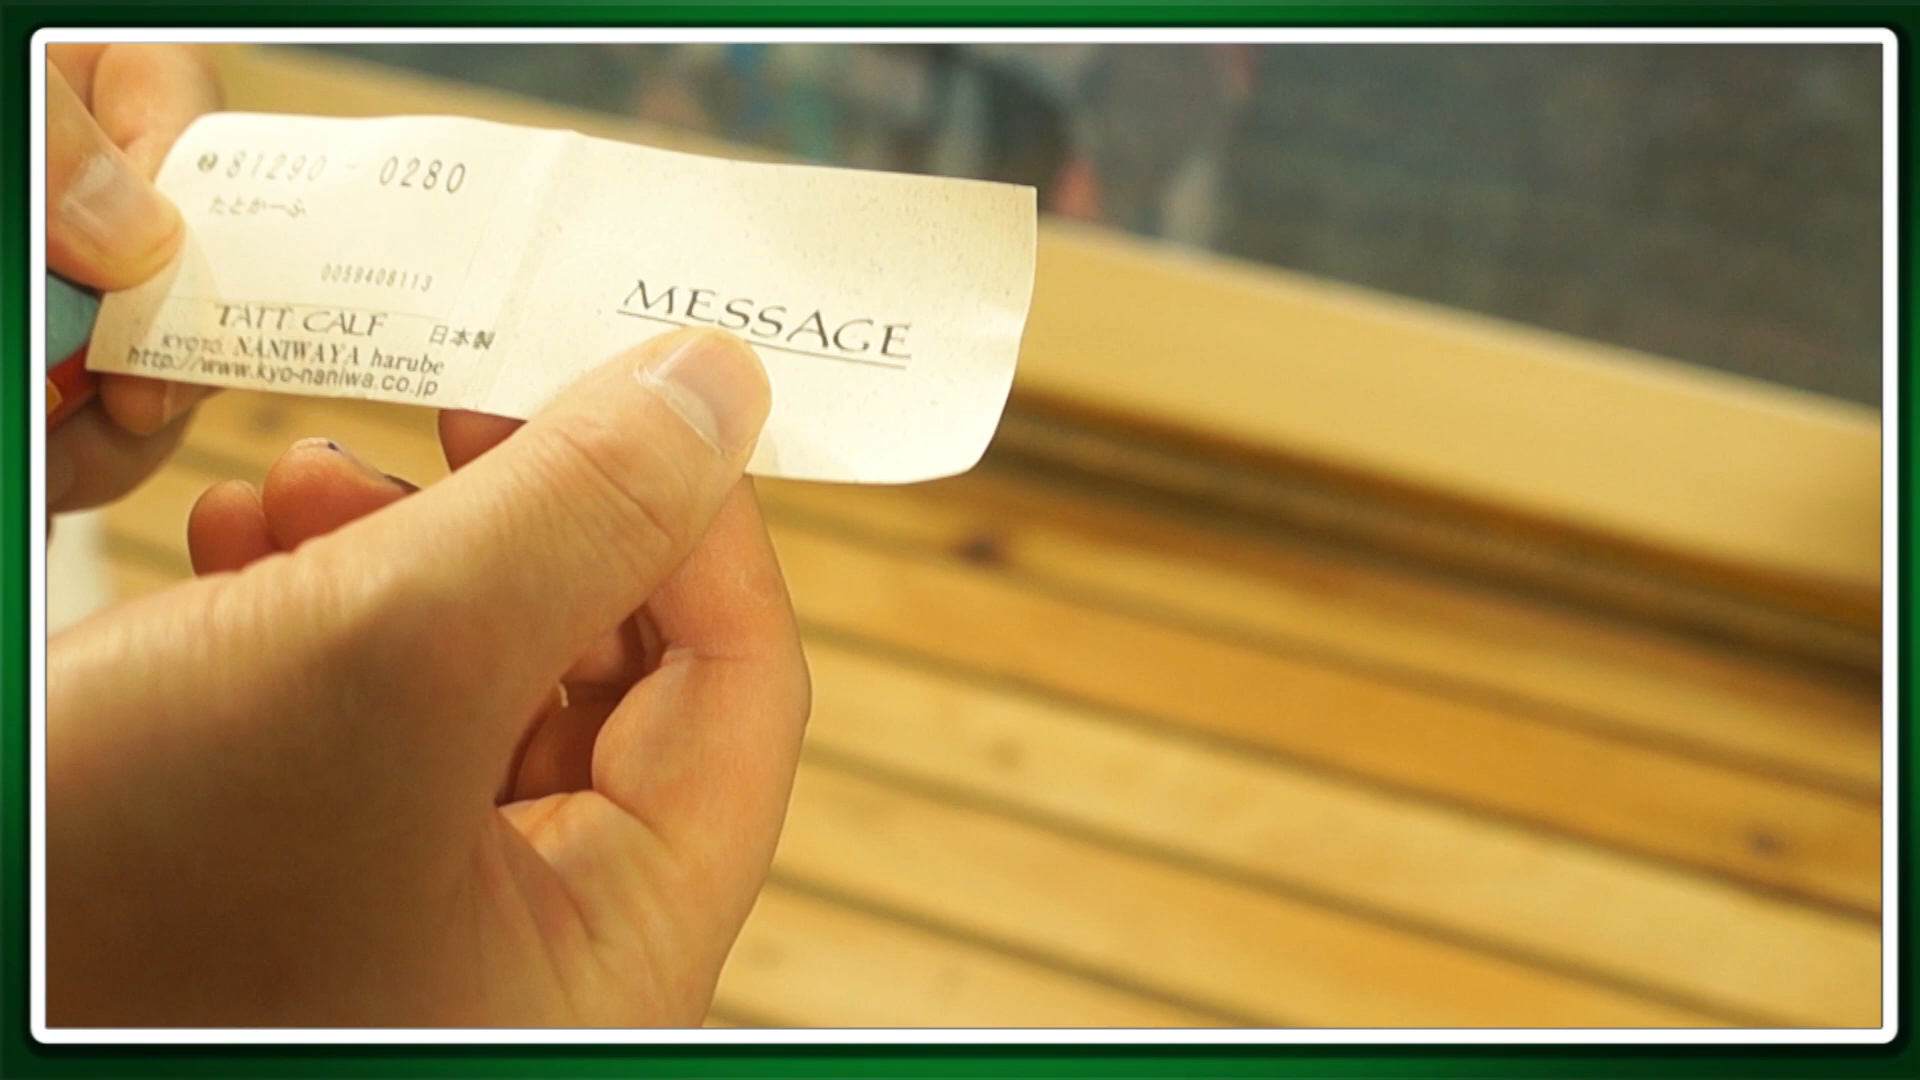 81290 - 0280
たとかーふ
0059408113
TATT CALF 日本製
KYOTO. NANIWAYA harube
http://www.kyo-naniwa.co.jp
MESSAGE